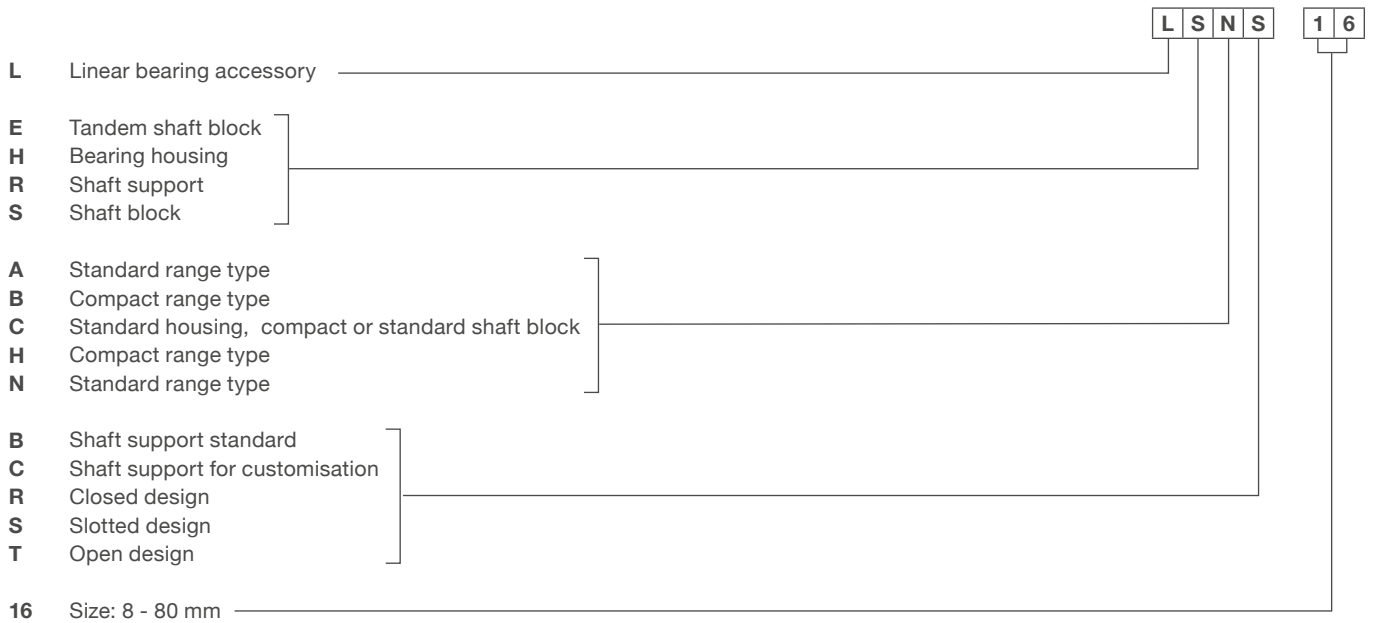 L S N S 1 6
L Linear bearing accessory
E Tandem shaft block
H Bearing housing
R Shaft support
S Shaft block
A Standard range type
B Compact range type
C Standard housing, compact or standard shaft block
H Compact range type
N Standard range type
B Shaft support standard
C Shaft support for customisation
R Closed design
S Slotted design
T Open design
16 Size: 8 - 80 mm